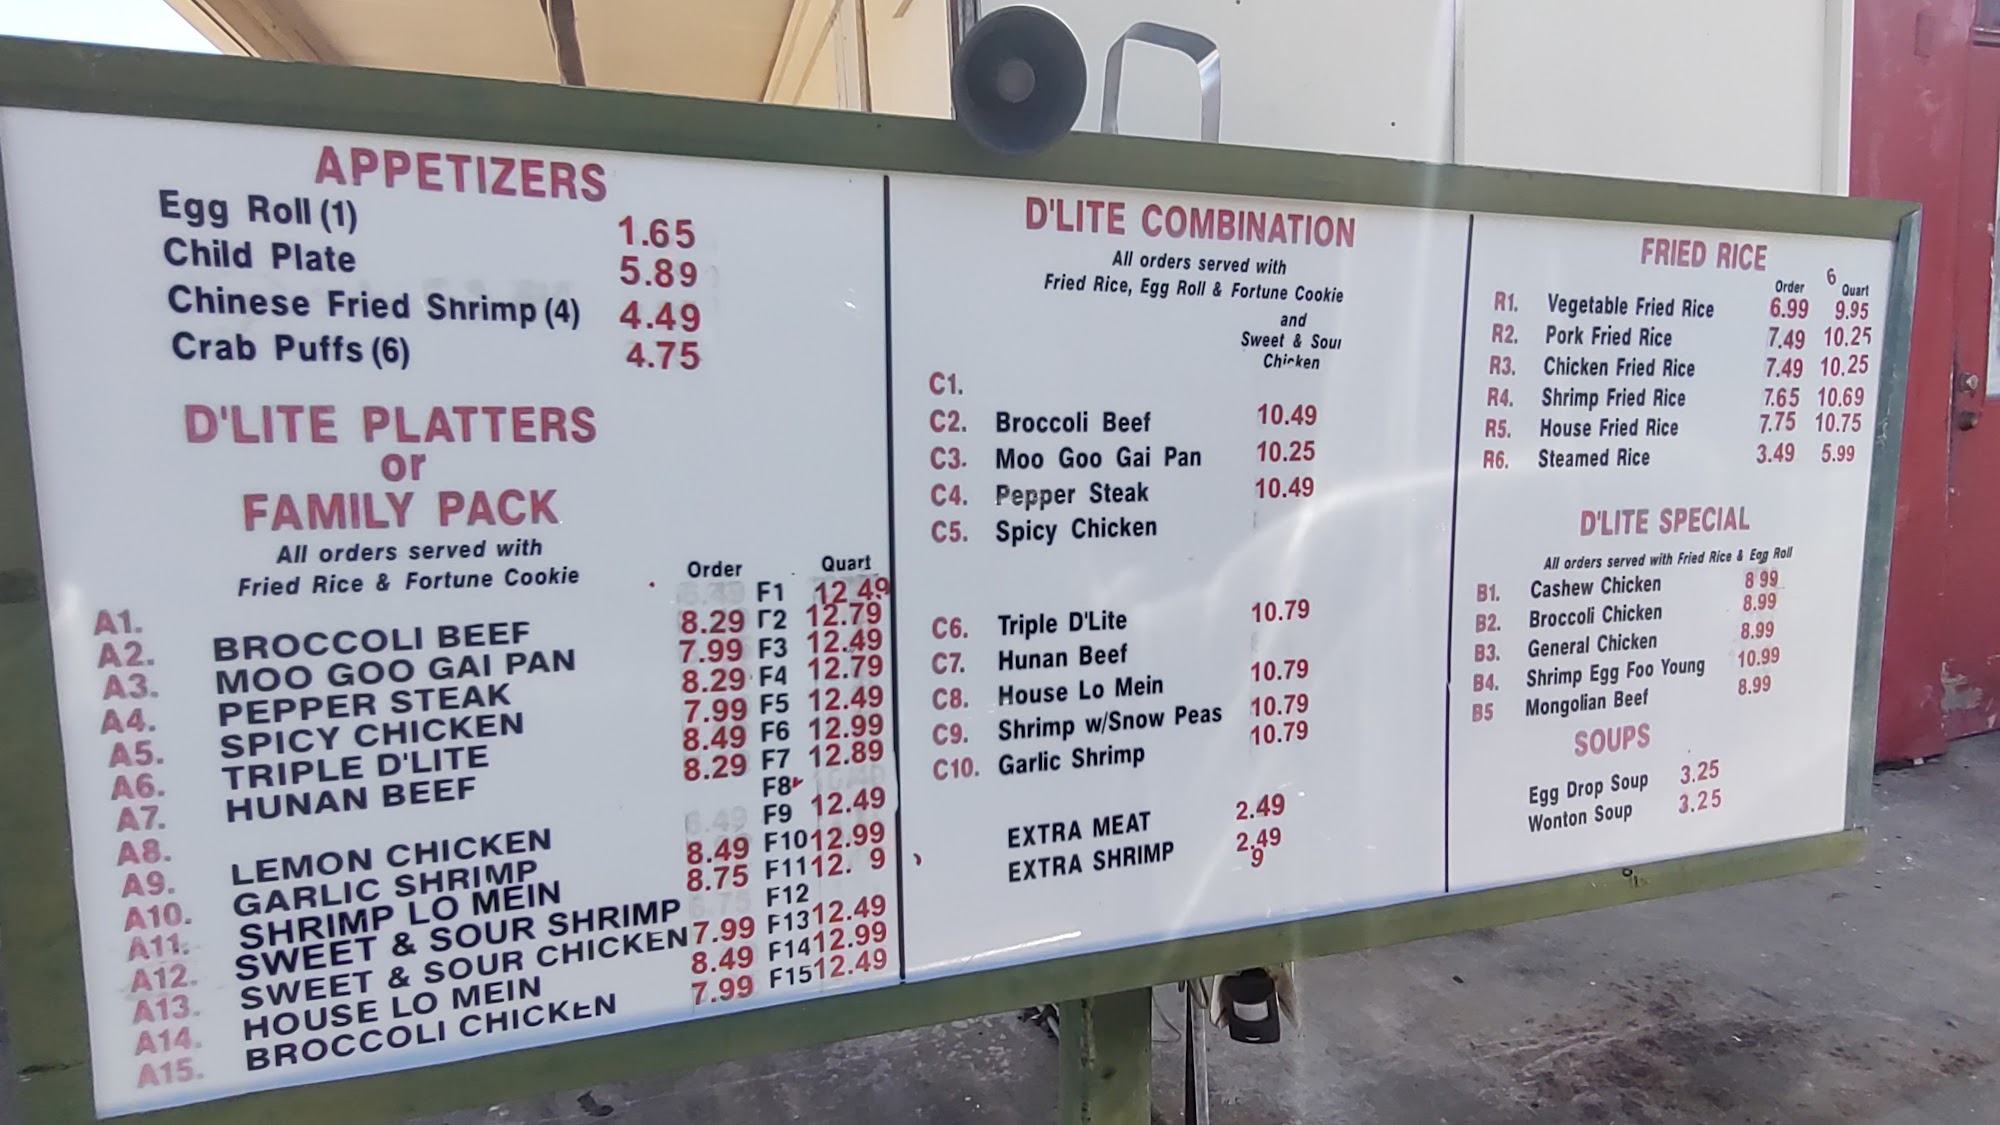 APPETIZERS
Egg Roll (1) 1.65
Child Plate 5.89
Chinese Fried Shrimp (4) 4.49
Crab Puffs (6) 4.75
D'LITE PLATTERS
or
FAMILY PACK
All orders served with
Fried Rice & Fortune Cookie
Order Quart
A1. F1 12.49
A2. BROCCOLI BEEF 8.29 F2 12.79
A3. MOO GOO GAI PAN 7.99 F3 12.49
A4. PEPPER STEAK 8.29 F4 12.79
A5. SPICY CHICKEN 7.99 F5 12.49
A6. TRIPLE D'LITE 8.49 F6 12.99
A7. HUNAN BEEF 8.29 F7 12.89
A8. F8
A9. LEMON CHICKEN F9 12.49
A10. GARLIC SHRIMP 8.49 F10 12.99
A11. SHRIMP LO MEIN 8.75 F11 12. 9
A12. SWEET & SOUR SHRIMP F12
A13. SWEET & SOUR CHICKEN 7.99 F13 12.49
A14. HOUSE LO MEIN 8.49 F14 12.99
A15. BROCCOLI CHICKEN 7.99 F15 12.49
D'LITE COMBINATION
All orders served with
Fried Rice, Egg Roll & Fortune Cookie
and
Sweet & Sour
Chicken
C1.
C2. Broccoli Beef 10.49
C3. Moo Goo Gai Pan 10.25
C4. Pepper Steak 10.49
C5. Spicy Chicken
C6. Triple D'Lite 10.79
C7. Hunan Beef
C8. House Lo Mein 10.79
C9. Shrimp w/Snow Peas 10.79
C10. Garlic Shrimp 10.79
EXTRA MEAT 2.49
EXTRA SHRIMP 2.49
9
FRIED RICE
6
Order Quart
R1. Vegetable Fried Rice 6.99 9.95
R2. Pork Fried Rice 7.49 10.25
R3. Chicken Fried Rice 7.49 10.25
R4. Shrimp Fried Rice 7.65 10.69
R5. House Fried Rice 7.75 10.75
R6. Steamed Rice 3.49 5.99
D'LITE SPECIAL
All orders served with Fried Rice & Egg Roll
B1. Cashew Chicken 8 99
B2. Broccoli Chicken 8.99
B3. General Chicken 8.99
B4. Shrimp Egg Foo Young 10.99
B5 Mongolian Beef 8.99
SOUPS
Egg Drop Soup 3.25
Wonton Soup 3.25